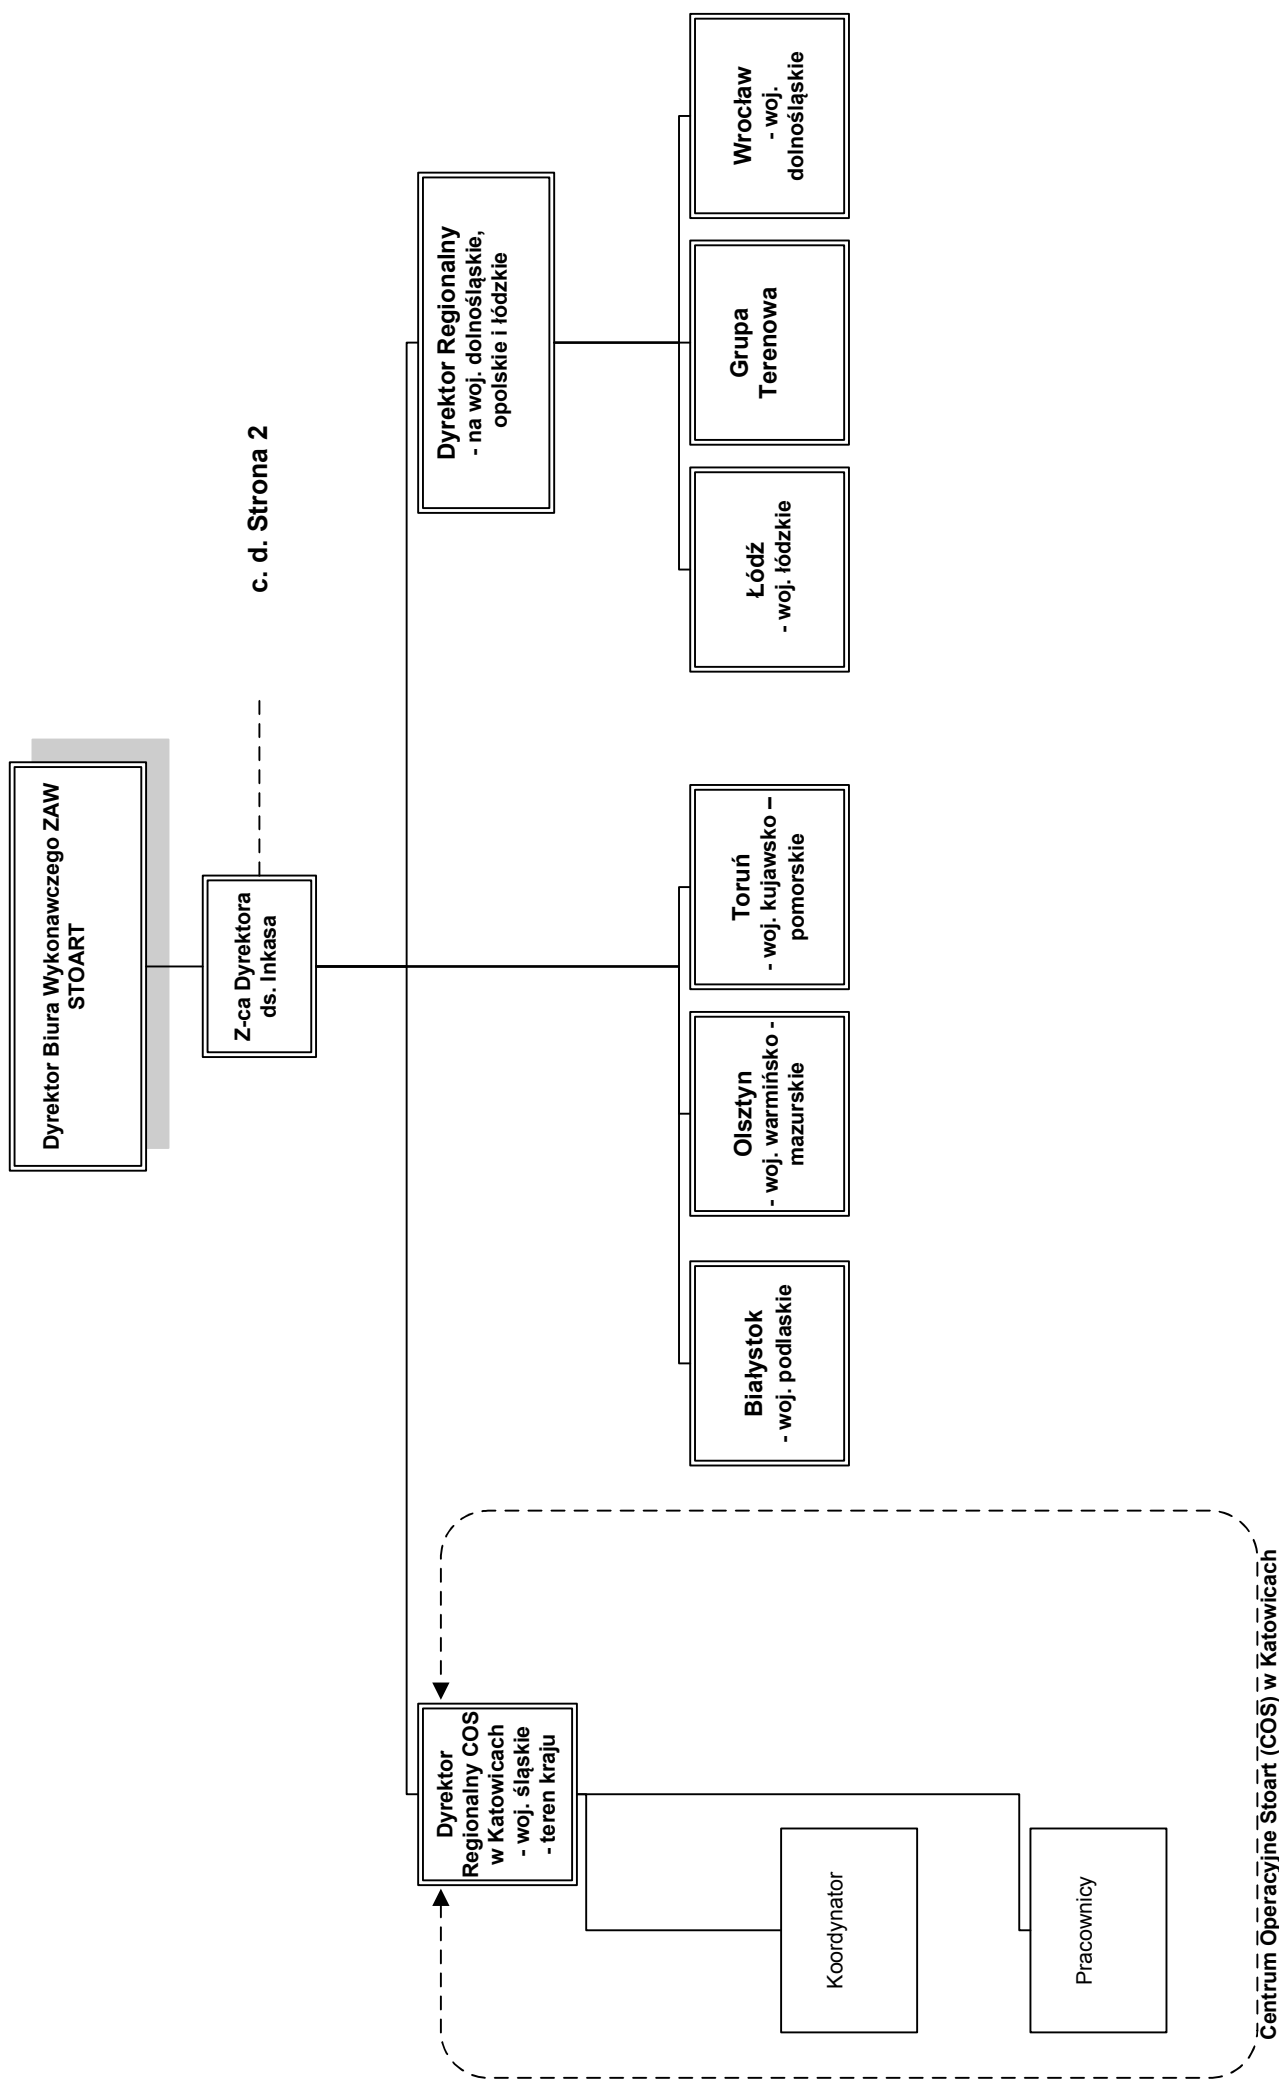 Dyrektor Biura Wykonawczego ZAW
STOART
Z-ca Dyrektora
ds. Inkasa
c. d. Strona 2
Dyrektor
Regionalny COS
w Katowicach
- woj. śląskie
- teren kraju
Dyrektor Regionalny
- na woj. dolnośląskie,
opolskie i łódzkie
Koordynator
Pracownicy
Białystok
- woj. podlaskie
Olsztyn
- woj. warmińsko -
mazurskie
Toruń
- woj. kujawsko –
pomorskie
Łódź
- woj. łódzkie
Grupa
Terenowa
Wrocław
- woj.
dolnośląskie
Centrum Operacyjne Stoart (COS) w Katowicach